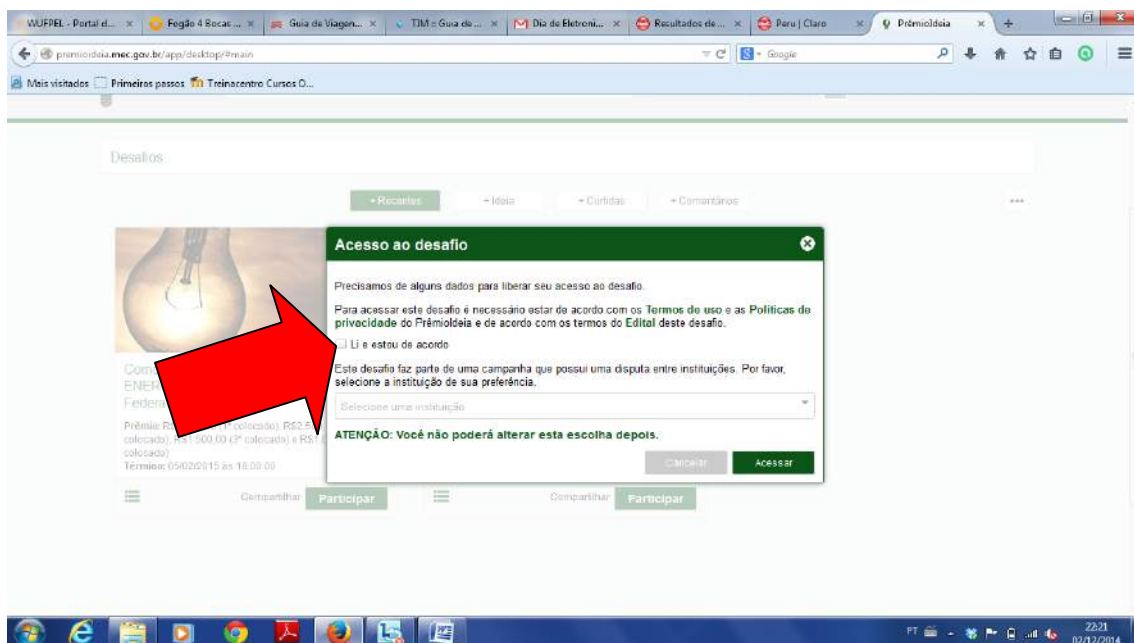 WUFPEL - Portal d...
Fogão 4 Bocas ...
Guia de Viagen...
TIM :: Guia de ...
Dia de Eletroni...
Resultados de ...
Peru | Claro
PrêmioIdeia
premioideia.mec.gov.br/app/desktop/#main
Google
Mais visitados
Primeiros passos
Treinacentro Cursos O...
Desafios
+ Recentes
+ Ideia
+ Curtidas
+ Comentários
Acesso ao desafio
Precisamos de alguns dados para liberar seu acesso ao desafio.
Para acessar este desafio é necessário estar de acordo com os Termos de uso e as Políticas de
privacidade do PrêmioIdeia e de acordo com os termos do Edital deste desafio.
Li e estou de acordo
Este desafio faz parte de uma campanha que possui uma disputa entre instituições. Por favor,
selecione a instituição de sua preferência.
Selecione uma instituição
ATENÇÃO: Você não poderá alterar esta escolha depois.
Cancelar
Acessar
Término: 05/02/2015 às 18:00:00
Compartilhar
Participar
Compartilhar
Participar
PT
22:21
02/12/2014